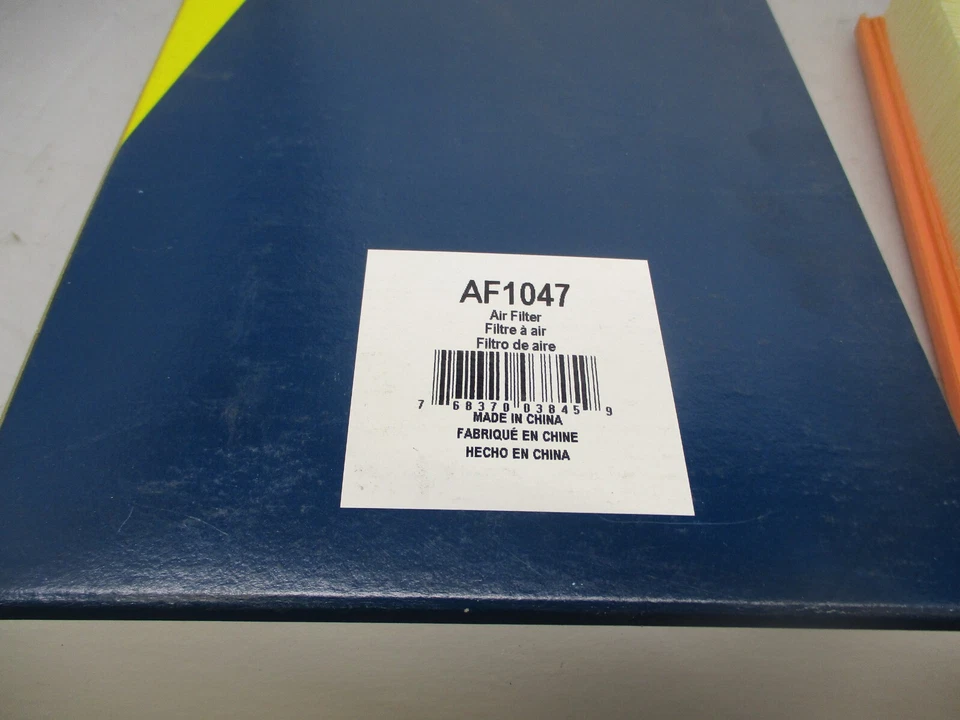 AF1047
Air Filter
Filtre à air
Filtro de aire
7 68370 03845 9
MADE IN CHINA
FABRIQUÉ EN CHINE
HECHO EN CHINA